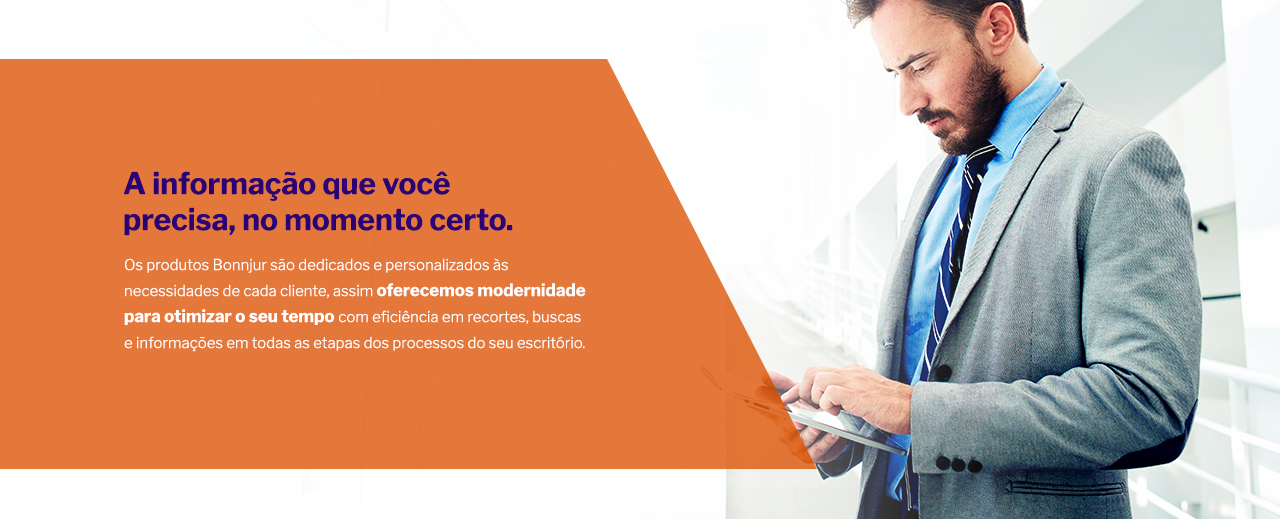 A informação que você
precisa, no momento certo.
Os produtos Bonnjur são dedicados e personalizados às
necessidades de cada cliente, assim oferecemos modernidade
para otimizar o seu tempo com eficiência em recortes, buscas
e informações em todas as etapas dos processos do seu escritório.